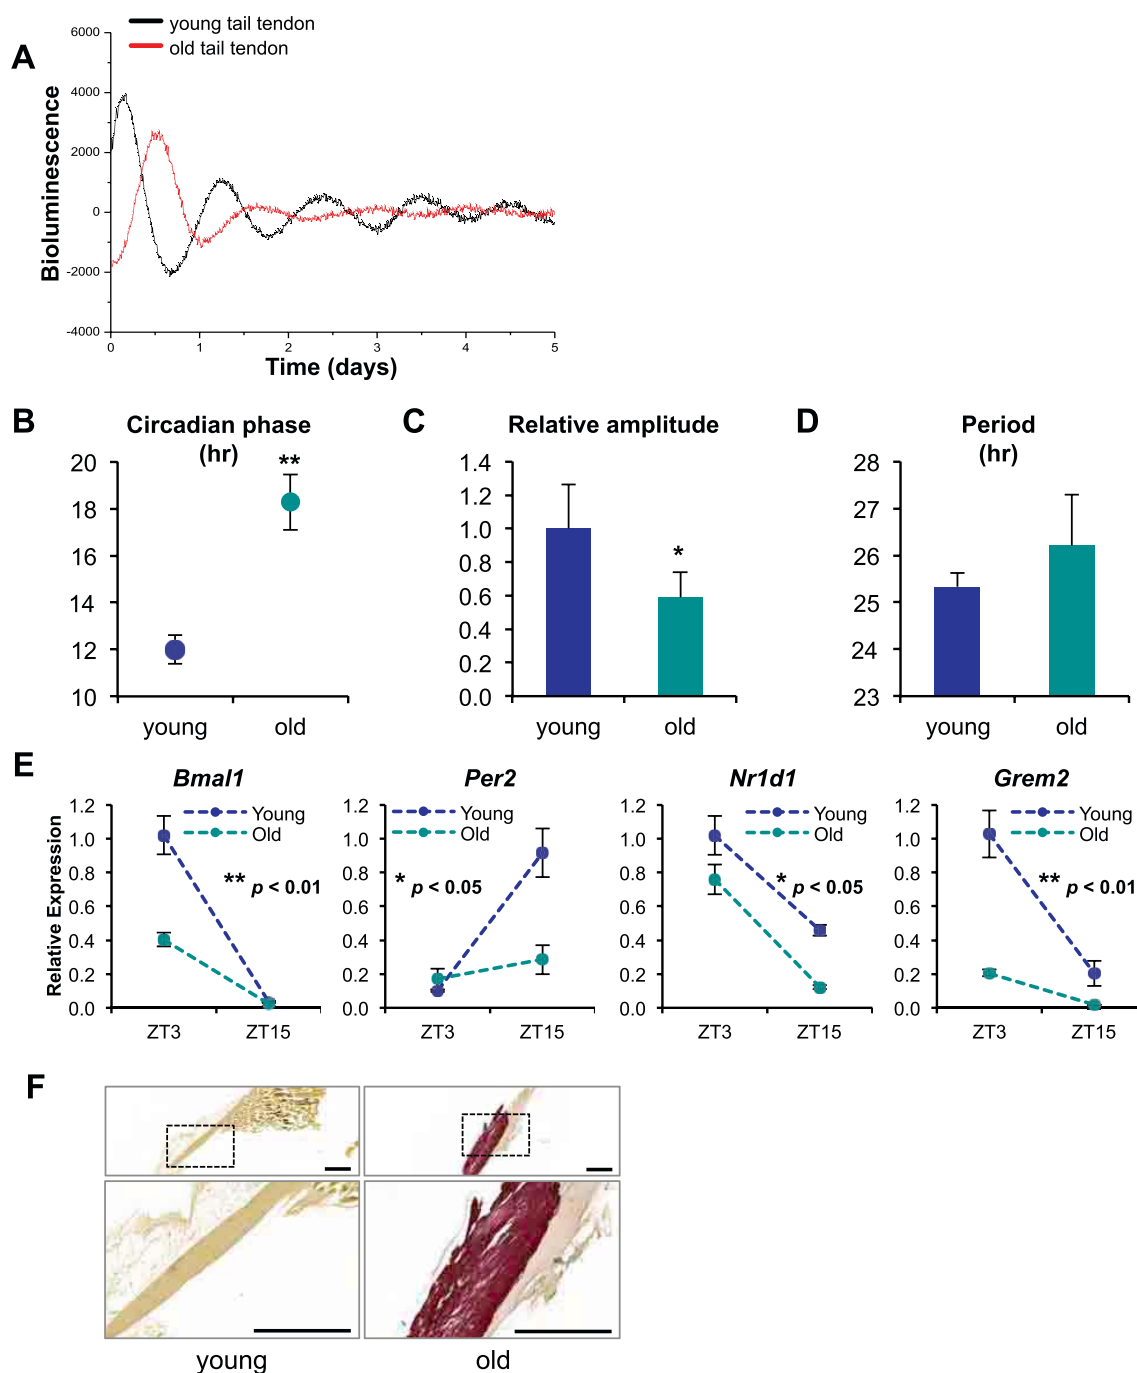 A
young tail tendon
old tail tendon
6000
4000
2000
0
-2000
-4000
Bioluminescence
0 1 2 3 4 5
Time (days)
B
Circadian phase
(hr)
20
18
16
14
12
10
**
young old
C
Relative amplitude
1.4
1.2
1.0
0.8
0.6
0.4
0.2
0.0
*
young old
D
Period
(hr)
28
27
26
25
24
23
young old
E
Relative Expression
Bmal1
1.2
1.0
0.8
0.6
0.4
0.2
0.0
Young
Old
** p < 0.01
ZT3 ZT15
Per2
1.2
1.0
0.8
0.6
0.4
0.2
0.0
Young
Old
* p < 0.05
ZT3 ZT15
Nr1d1
1.2
1.0
0.8
0.6
0.4
0.2
0.0
Young
Old
* p < 0.05
ZT3 ZT15
Grem2
1.2
1.0
0.8
0.6
0.4
0.2
0.0
Young
Old
** p < 0.01
ZT3 ZT15
F
young old